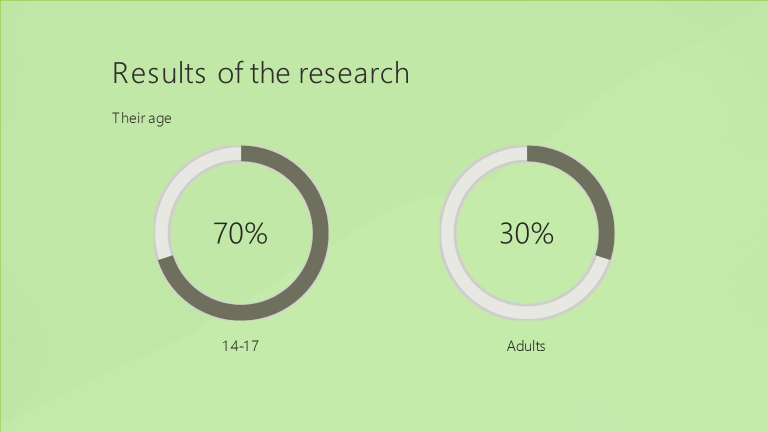 Results of the research
Their age
70%
30%
14-17
Adults